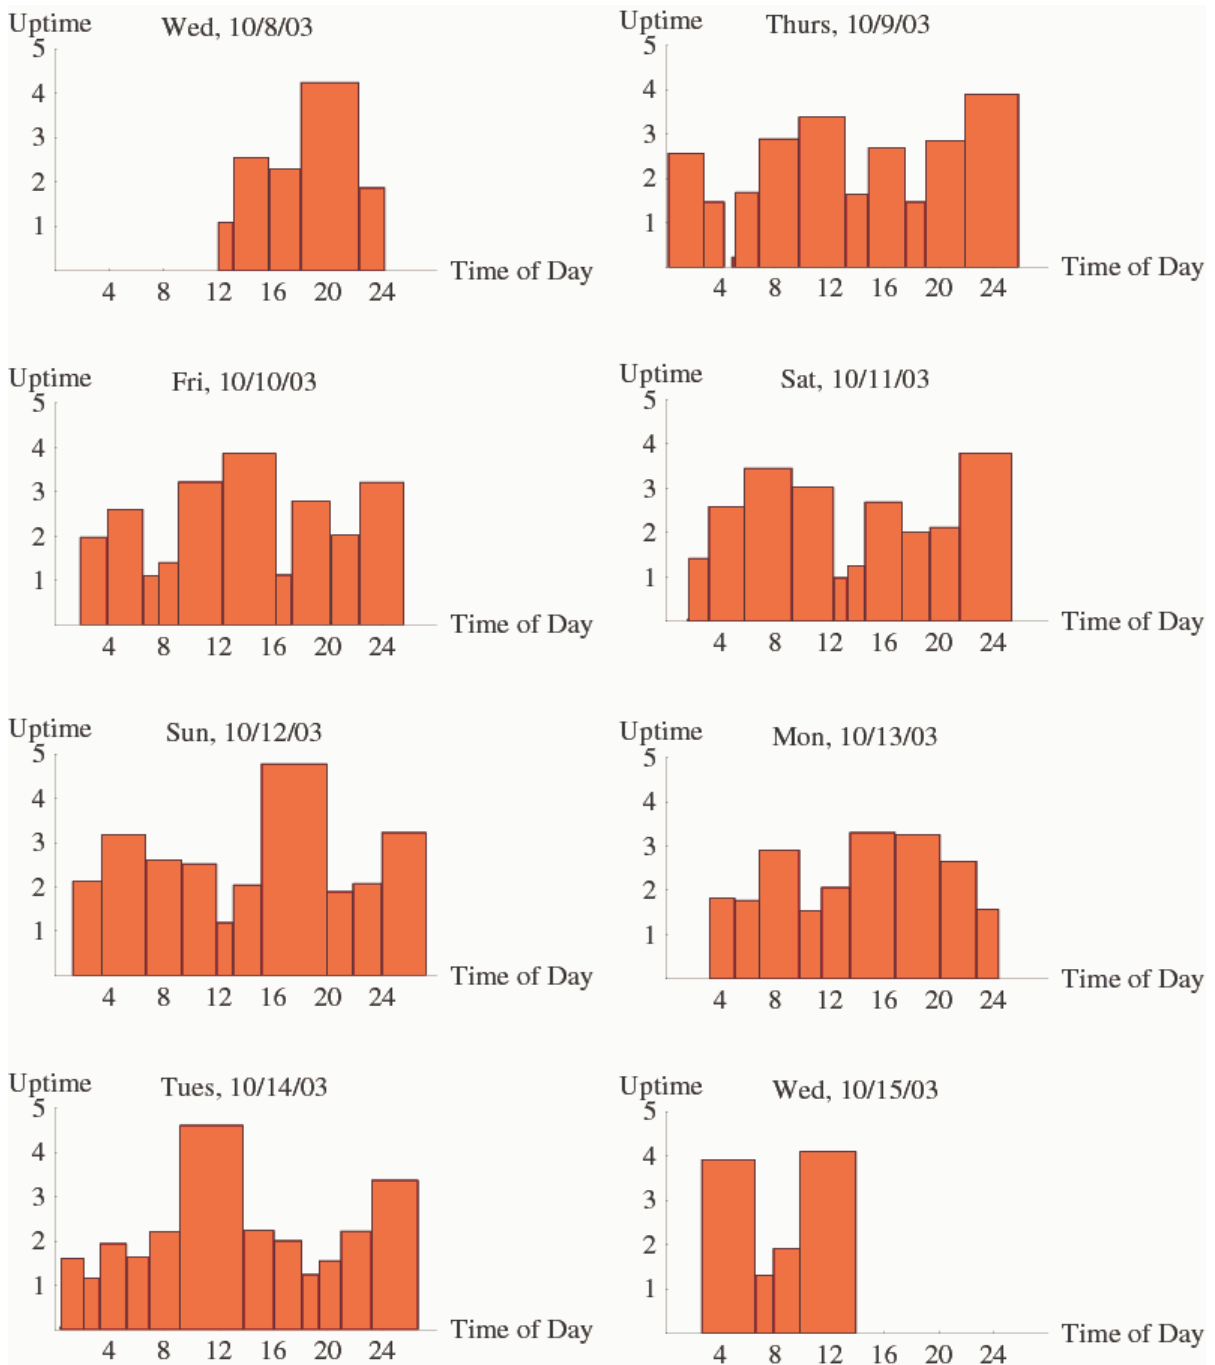 Uptime
Wed, 10/8/03
5
4
3
2
1
4 8 12 16 20 24
Time of Day
Uptime
Thurs, 10/9/03
5
4
3
2
1
4 8 12 16 20 24
Time of Day
Uptime
Fri, 10/10/03
5
4
3
2
1
4 8 12 16 20 24
Time of Day
Uptime
Sat, 10/11/03
5
4
3
2
1
4 8 12 16 20 24
Time of Day
Uptime
Sun, 10/12/03
5
4
3
2
1
4 8 12 16 20 24
Time of Day
Uptime
Mon, 10/13/03
5
4
3
2
1
4 8 12 16 20 24
Time of Day
Uptime
Tues, 10/14/03
5
4
3
2
1
4 8 12 16 20 24
Time of Day
Uptime
Wed, 10/15/03
5
4
3
2
1
4 8 12 16 20 24
Time of Day